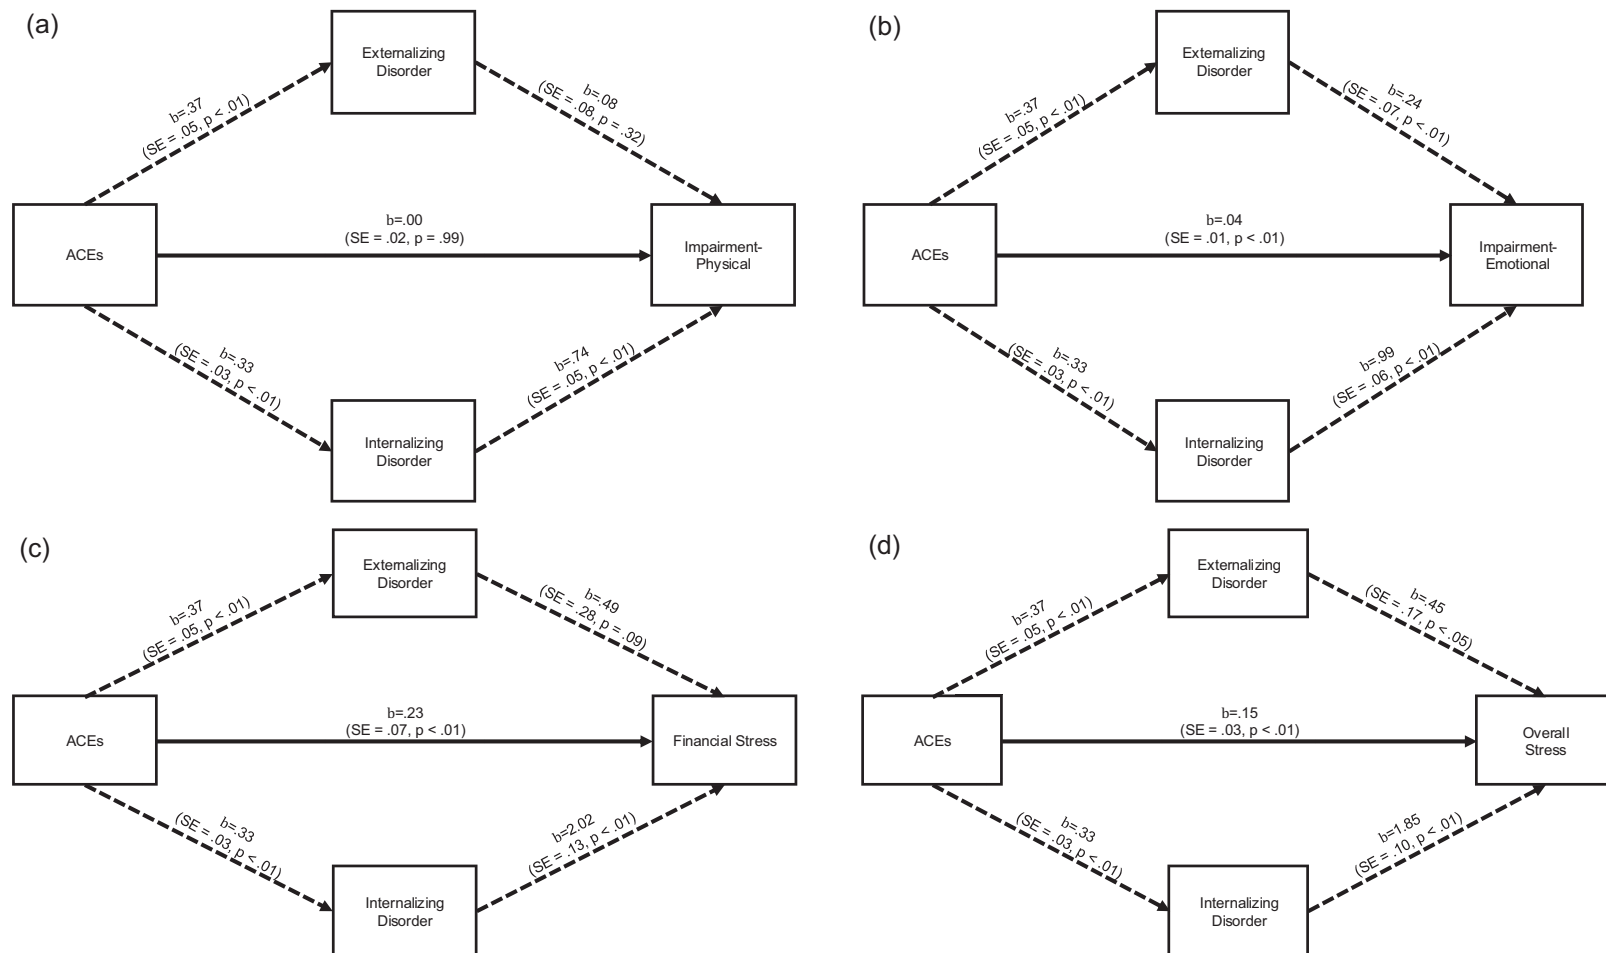 (a)
Externalizing
Disorder
b=.37
(SE = .05, p < .01)
b=.08
(SE = .08, p = .32)
ACEs
b=.00
(SE = .02, p = .99)
Impairment-
Physical
b=.33
(SE = .03, p < .01)
b=.74
(SE = .05, p < .01)
Internalizing
Disorder
(b)
Externalizing
Disorder
b=.37
(SE = .05, p < .01)
b=.24
(SE = .07, p < .01)
ACEs
b=.04
(SE = .01, p < .01)
Impairment-
Emotional
b=.33
(SE = .03, p < .01)
b=.99
(SE = .06, p < .01)
Internalizing
Disorder
(c)
Externalizing
Disorder
b=.37
(SE = .05, p < .01)
b=.49
(SE = .28, p = .09)
ACEs
b=.23
(SE = .07, p < .01)
Financial Stress
b=.33
(SE = .03, p < .01)
b=2.02
(SE = .13, p < .01)
Internalizing
Disorder
(d)
Externalizing
Disorder
b=.37
(SE = .05, p < .01)
b=.45
(SE = .17, p < .05)
ACEs
b=.15
(SE = .03, p < .01)
Overall
Stress
b=.33
(SE = .03, p < .01)
b=1.85
(SE = .10, p < .01)
Internalizing
Disorder